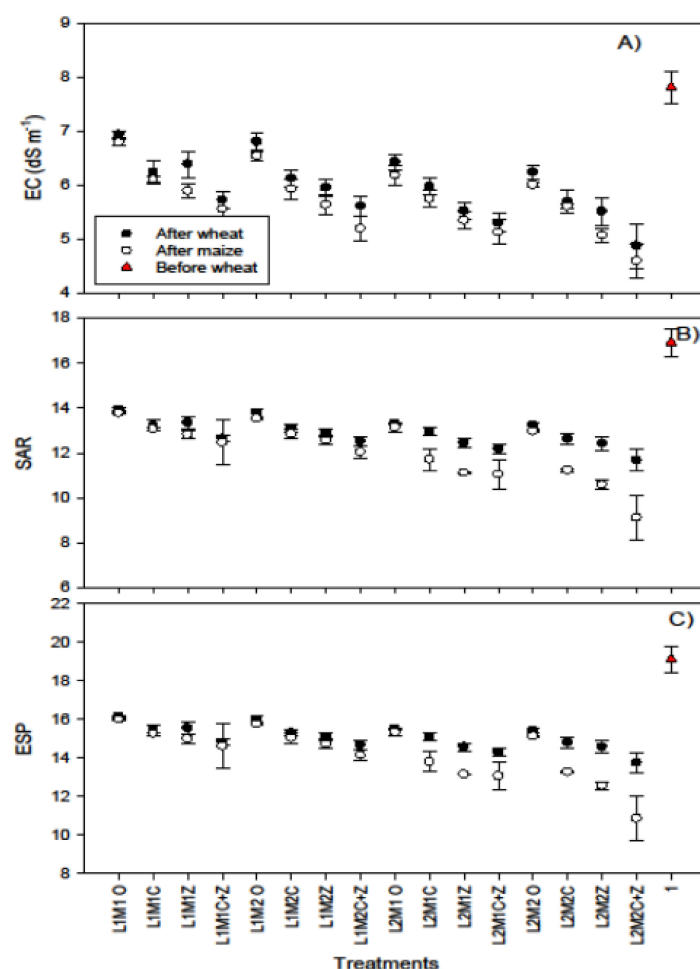 A)
9
8
7
6
5
4
EC (dS m⁻¹)
After wheat
After maize
Before wheat
B)
18
16
14
12
10
8
6
SAR
C)
22
20
18
16
14
12
10
8
ESP
L1M1 O
L1M1C
L1M1Z
L1M1C+Z
L1M2 O
L1M2C
L1M2Z
L1M2C+Z
L2M1 O
L2M1C
L2M1Z
L2M1C+Z
L2M2 O
L2M2C
L2M2Z
L2M2C+Z
1
Treatments